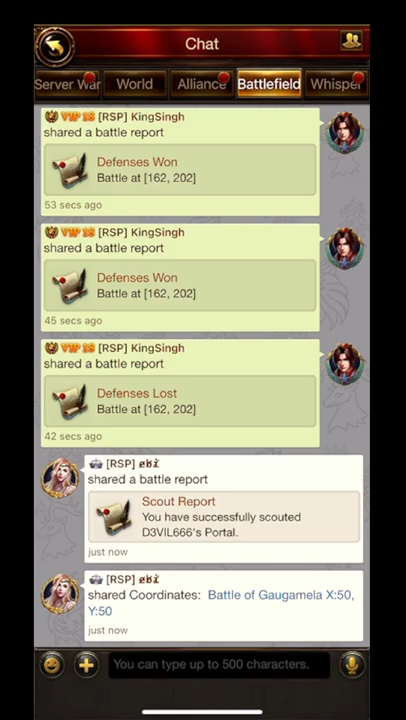 Chat
Server War World Alliance Battlefield Whisper
VIP 18 [RSP] KingSingh
shared a battle report
Defenses Won
Battle at [162, 202]
53 secs ago
VIP 18 [RSP] KingSingh
shared a battle report
Defenses Won
Battle at [162, 202]
45 secs ago
VIP 18 [RSP] KingSingh
shared a battle report
Defenses Lost
Battle at [162, 202]
42 secs ago
[RSP]
shared a battle report
Scout Report
You have successfully scouted
D3VIL666's Portal.
just now
[RSP]
shared Coordinates: Battle of Gaugamela X:50,
Y:50
just now
You can type up to 500 characters.